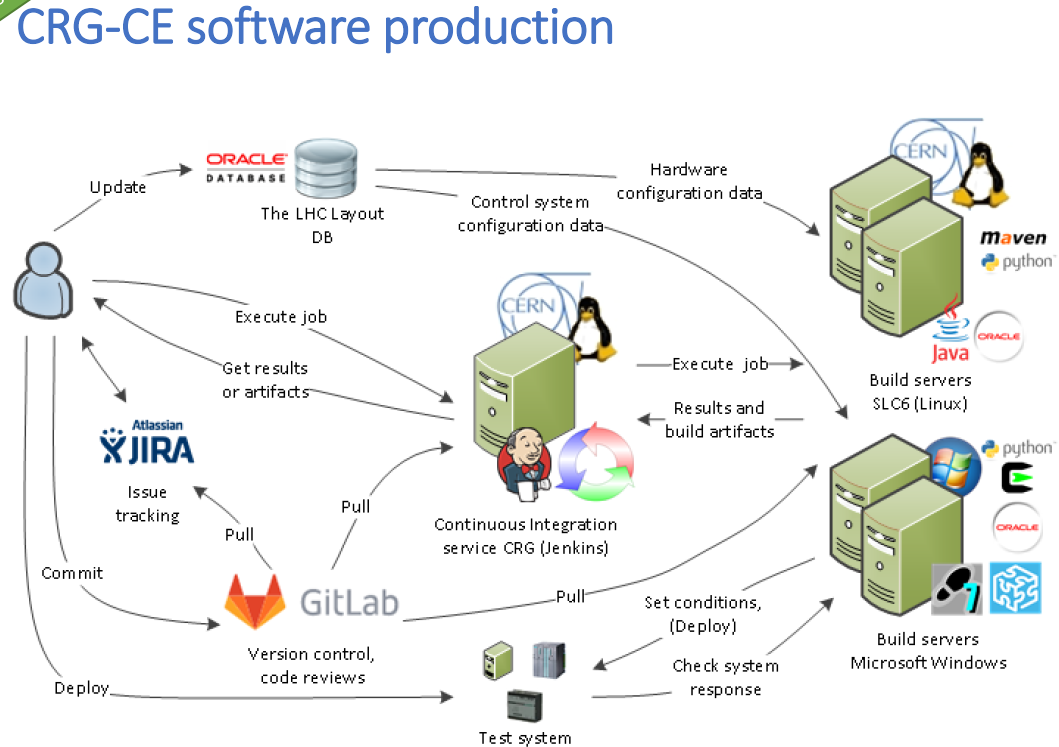 CRG-CE software production
ORACLE
DATABASE
Update
The LHC Layout
DB
Hardware
configuration data
Control system
configuration data
CERN
maven
python
Java
ORACLE
Build servers
SLC6 (Linux)
CERN
Execute job
Get results
or artifacts
Execute job
Results and
build artifacts
Atlassian
JIRA
Issue
tracking
Pull
Pull
Continuous Integration
service CRG (Jenkins)
python
ORACLE
7
Build servers
Microsoft Windows
Commit
GitLab
Version control,
code reviews
Pull
Set conditions,
(Deploy)
Check system
response
Deploy
Test system